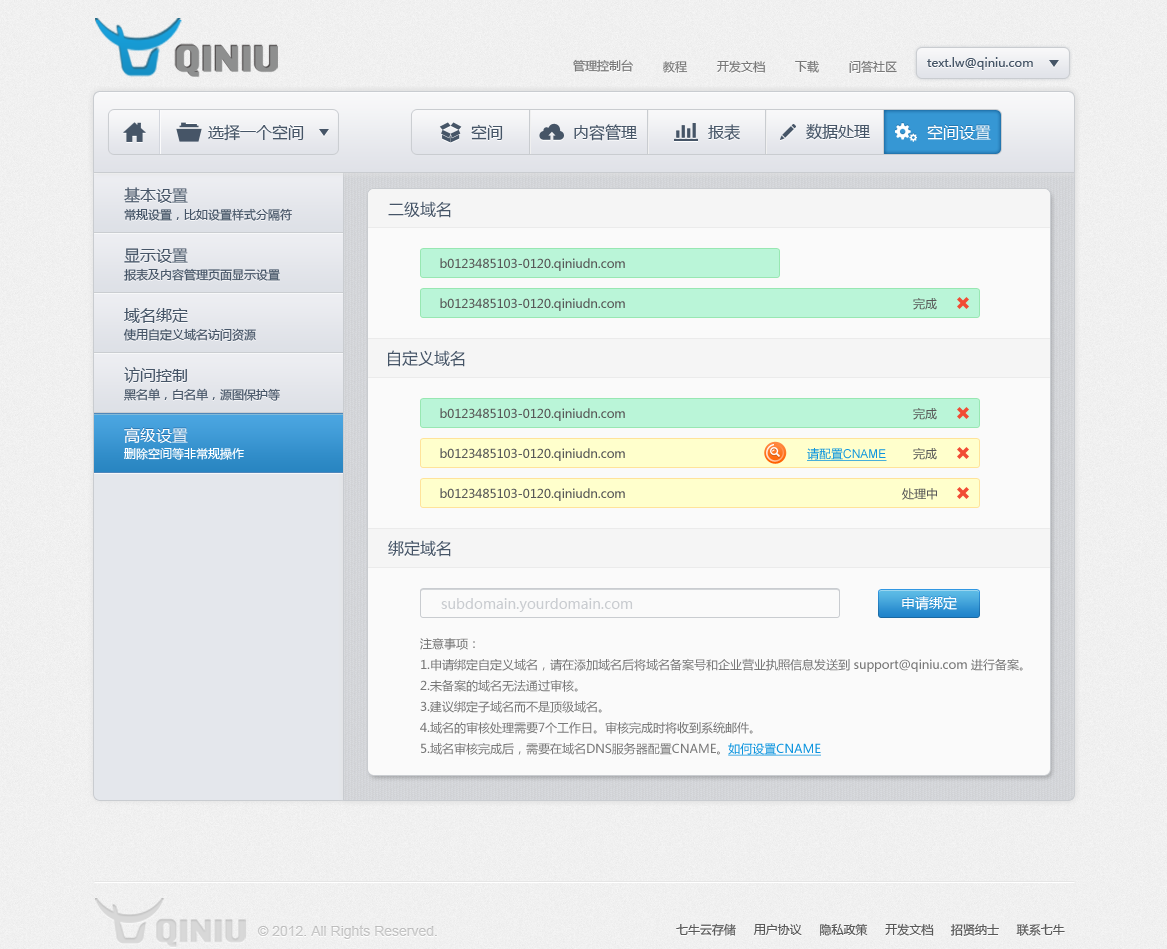 QINIU
管理控制台 教程 开发文档 下载 问答社区 text.lw@qiniu.com
选择一个空间 空间 内容管理 报表 数据处理 空间设置
基本设置
常规设置，比如设置样式分隔符
显示设置
报表及内容管理页面显示设置
域名绑定
使用自定义域名访问资源
访问控制
黑名单，白名单，源图保护等
高级设置
删除空间等非常规操作
二级域名
b0123485103-0120.qiniudn.com
b0123485103-0120.qiniudn.com 完成
自定义域名
b0123485103-0120.qiniudn.com 完成
b0123485103-0120.qiniudn.com 请配置CNAME 完成
b0123485103-0120.qiniudn.com 处理中
绑定域名
subdomain.yourdomain.com 申请绑定
注意事项：
1.申请绑定自定义域名，请在添加域名后将域名备案号和企业营业执照信息发送到 support@qiniu.com 进行备案。
2.未备案的域名无法通过审核。
3.建议绑定子域名而不是顶级域名。
4.域名的审核处理需要7个工作日。审核完成时将收到系统邮件。
5.域名审核完成后，需要在域名DNS服务器配置CNAME。如何设置CNAME
QINIU © 2012. All Rights Reserved. 七牛云存储 用户协议 隐私政策 开发文档 招贤纳士 联系七牛